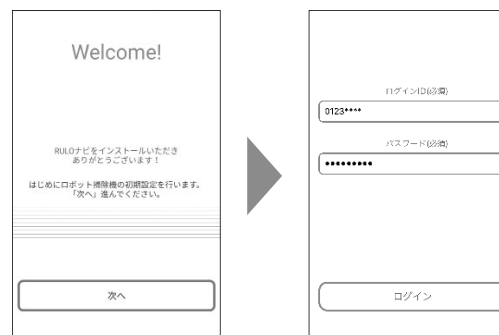 Welcome!
RULOナビをインストールいただき
ありがとうございます！
はじめにロボット掃除機の初期設定を行います。
「次へ」進んでください。
次へ
ログインID(必須)
0123****
パスワード(必須)
●●●●●●●●●
ログイン